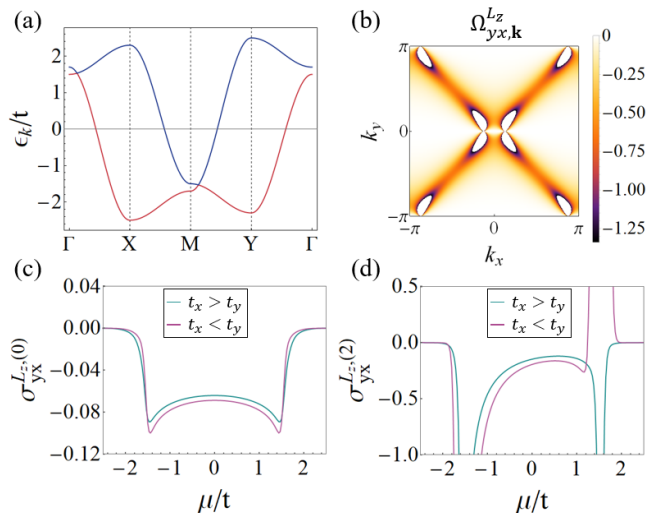 (a)
ϵ_k/t
2
1
0
−1
−2
Γ X M Y Γ
(b)
Ω^{L_z}_{yx,k}
π
k_y
0
−π
−π 0 π
k_x
0
−0.25
−0.50
−0.75
−1.00
−1.25
(c)
σ^{L_z,(0)}_{yx}
0.04
0.00
−0.04
−0.08
−0.12
t_x > t_y
t_x < t_y
−2 −1 0 1 2
μ/t
(d)
σ^{L_z,(2)}_{yx}
0.5
0.0
−0.5
−1.0
t_x > t_y
t_x < t_y
−2 −1 0 1 2
μ/t